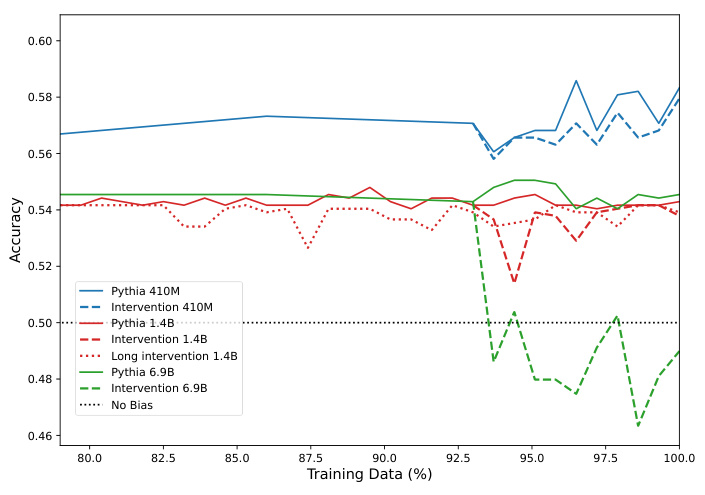 0.60
0.58
0.56
0.54
0.52
0.50
0.48
0.46
Accuracy
Pythia 410M
Intervention 410M
Pythia 1.4B
Intervention 1.4B
Long intervention 1.4B
Pythia 6.9B
Intervention 6.9B
No Bias
80.0 82.5 85.0 87.5 90.0 92.5 95.0 97.5 100.0
Training Data (%)